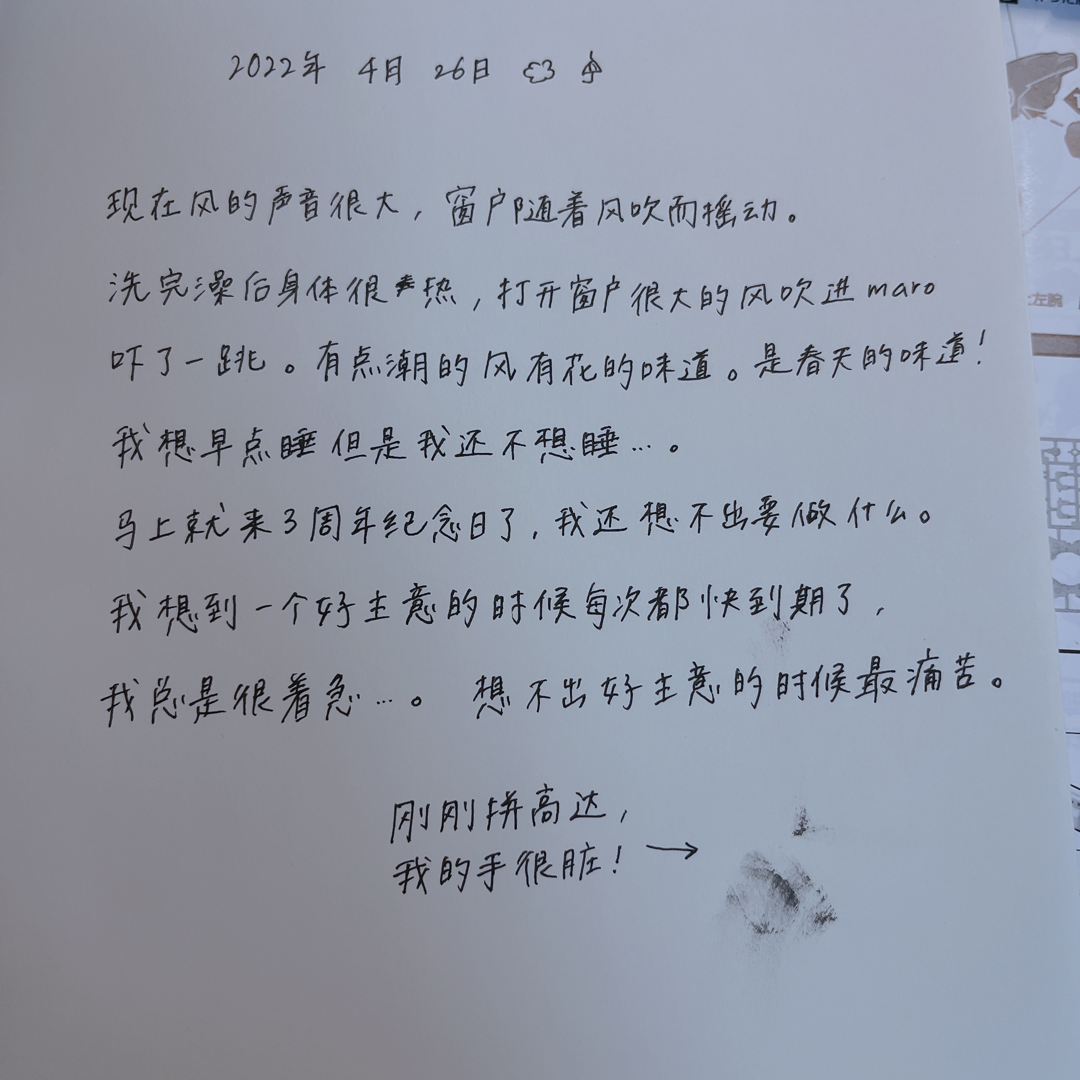 2022年 4月 26日
现在风的声音很大，窗户随着风吹而摇动。
洗完澡后身体很热，打开窗户很大的风吹进maro
吓了一跳。有点潮的风有花的味道。是春天的味道！
我想早点睡但是我还不想睡…。
马上就来3周年纪念日了，我还想不出要做什么。
我想到一个好主意的时候每次都快到期了，
我总是很着急…。 想不出好主意的时候最痛苦。
刚刚拼高达，
我的手很脏！→
左腕